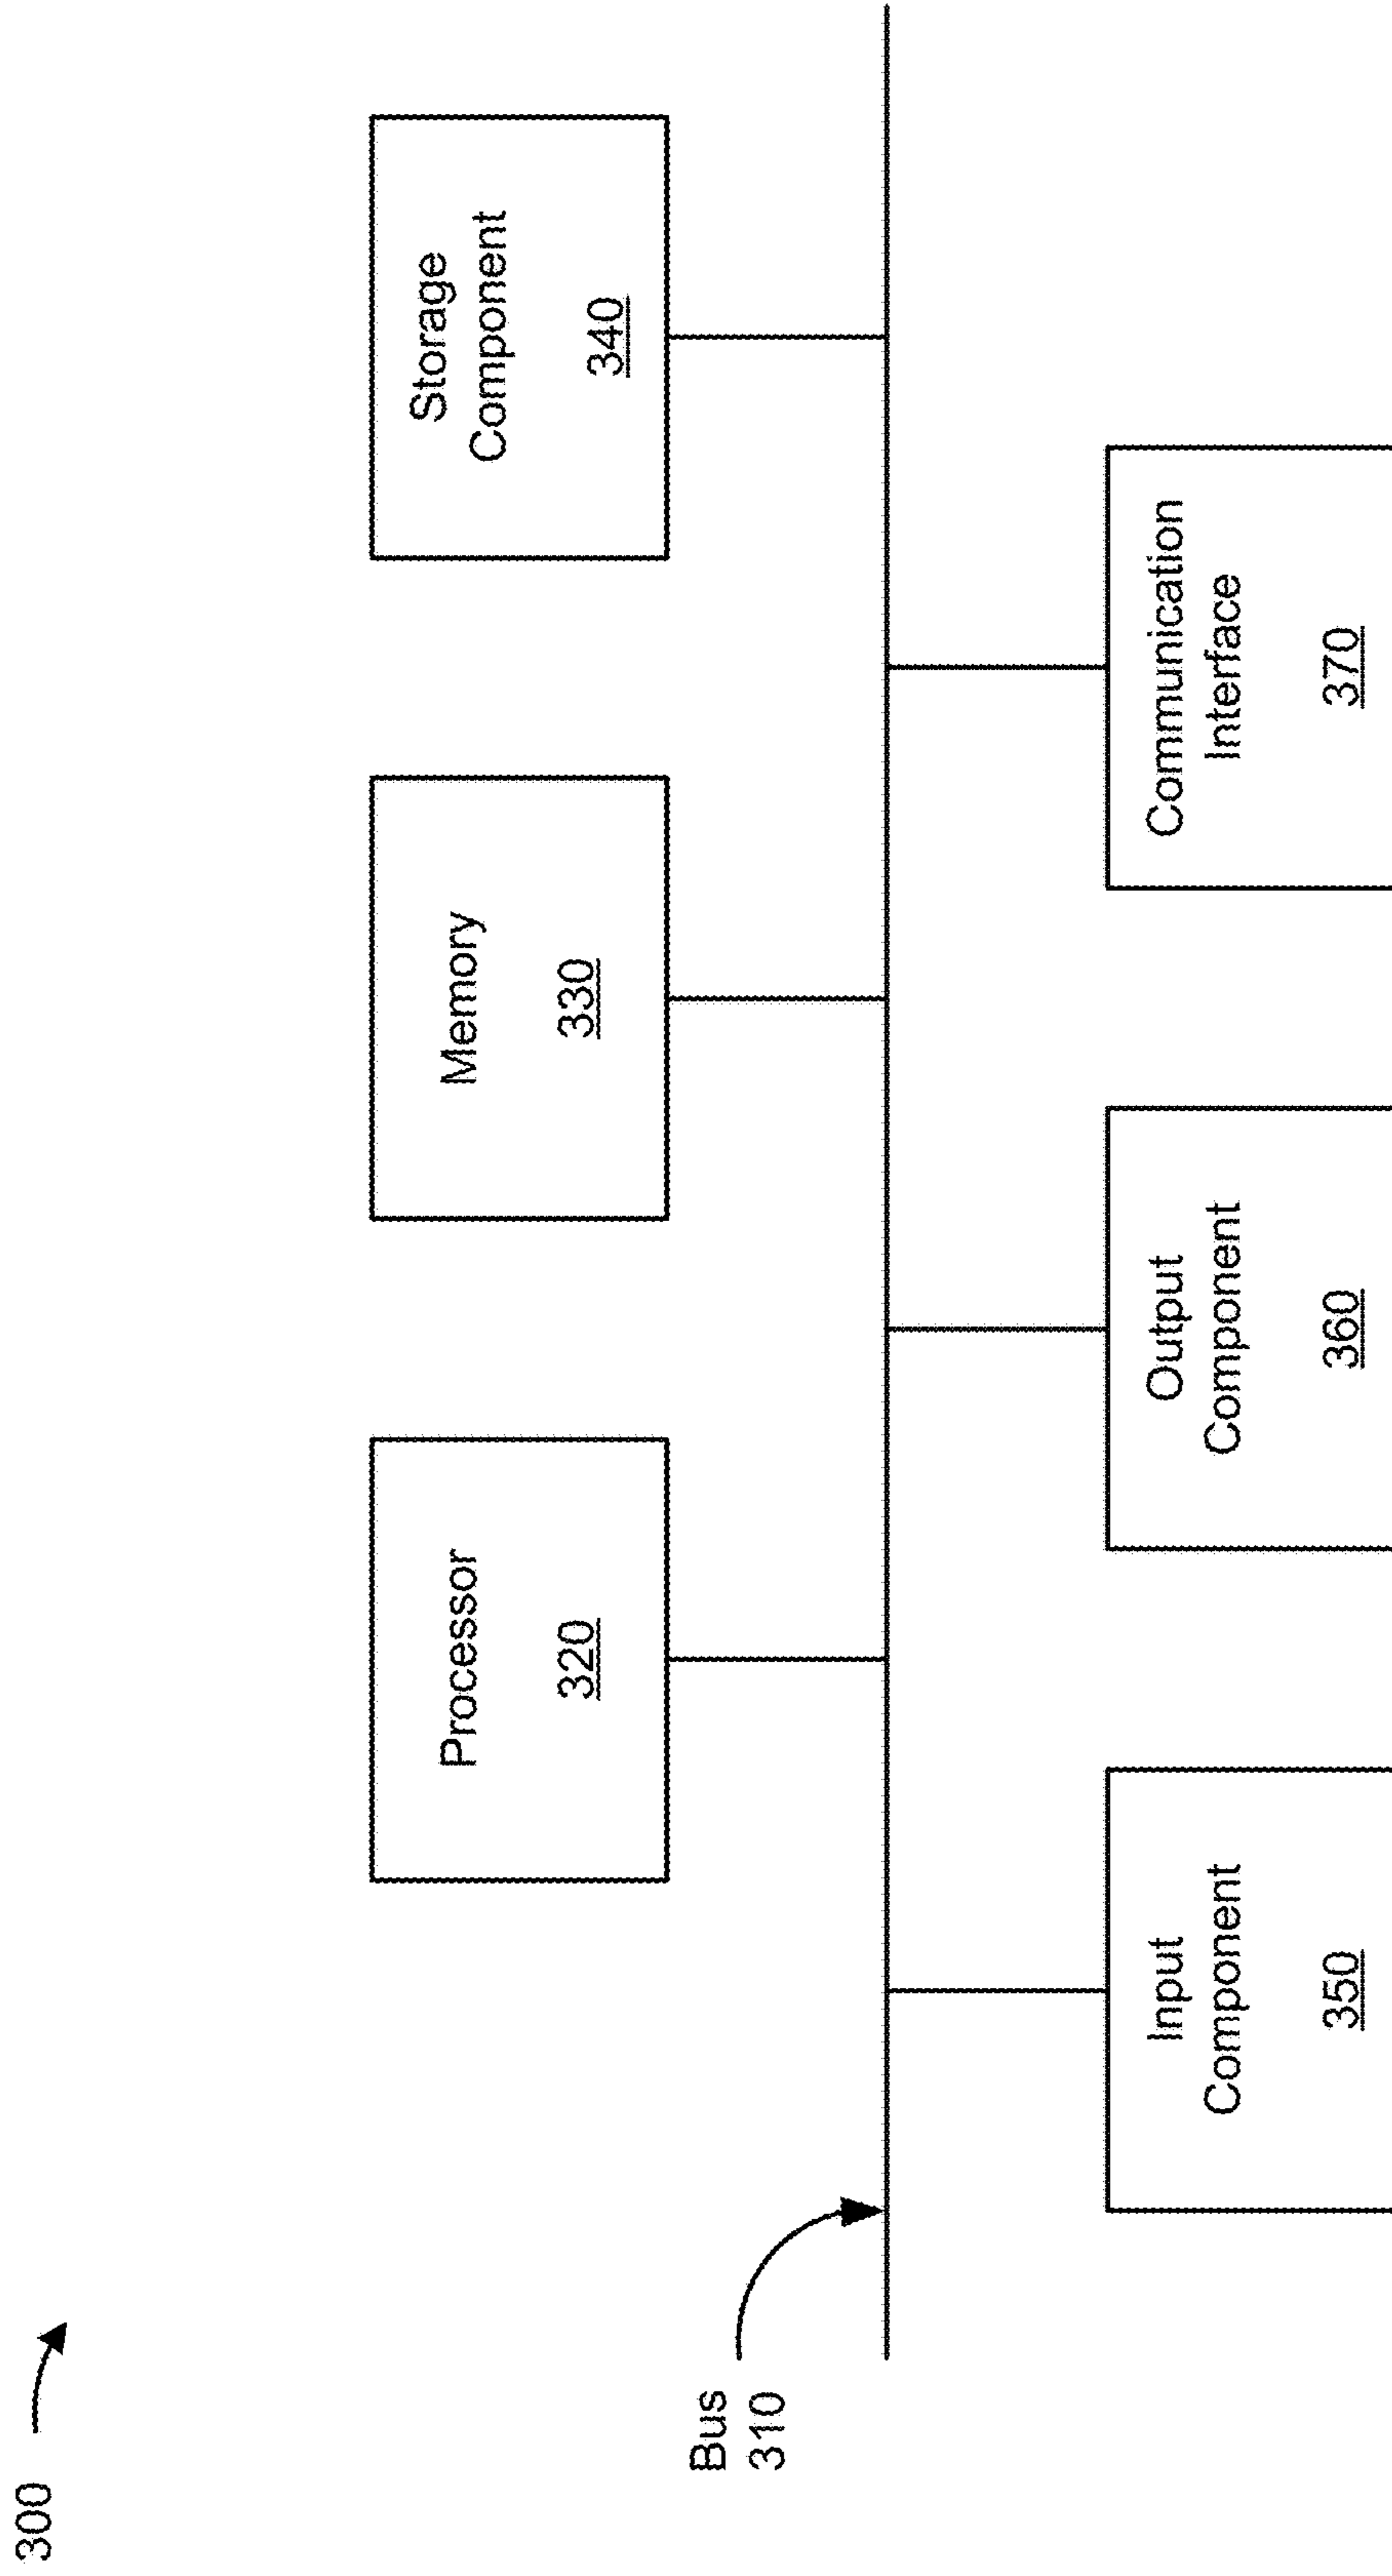 300
Processor
320
Memory
330
Storage
Component
340
Bus
310
Input
Component
350
Output
Component
360
Communication
Interface
370